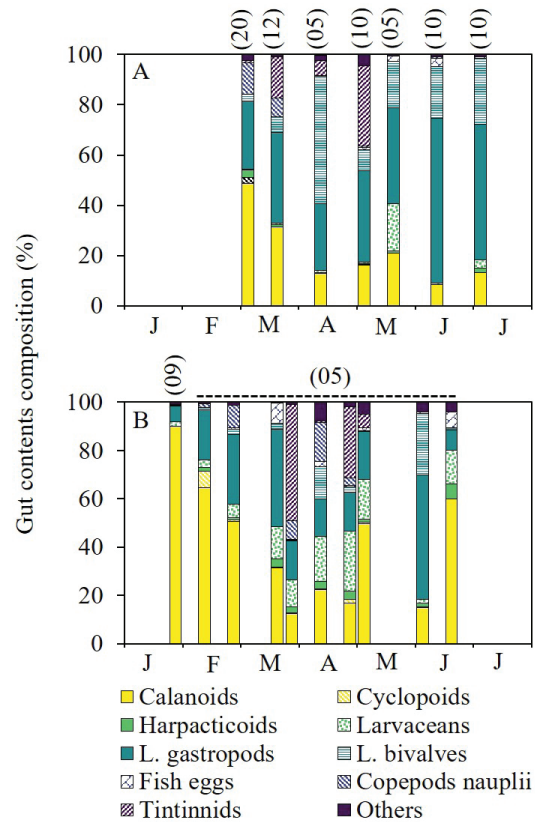 (20) (12) (05) (10) (05) (10) (10)
A
100
80
60
40
20
0
J F M A M J J
Gut contents composition (%)
(09) (05)
B
100
80
60
40
20
0
J F M A M J J
Calanoids Cyclopoids
Harpacticoids Larvaceans
L. gastropods L. bivalves
Fish eggs Copepods nauplii
Tintinnids Others